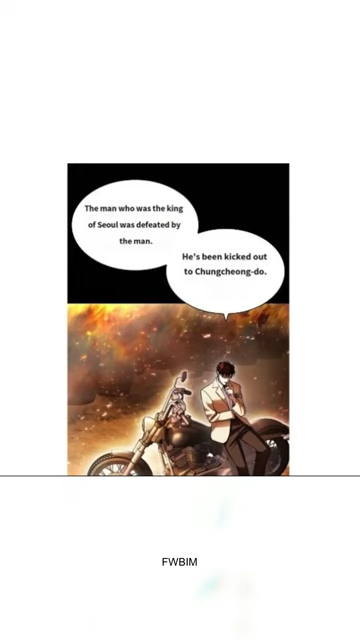 The man who was the king
of Seoul was defeated by
the man.
He's been kicked out
to Chungcheong-do.
FWBIM